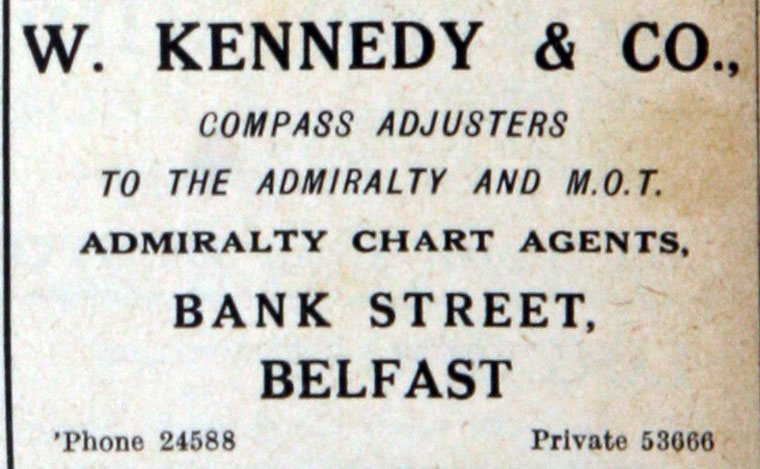 W. KENNEDY & CO.,
COMPASS ADJUSTERS
TO THE ADMIRALTY AND M.O.T.
ADMIRALTY CHART AGENTS,
BANK STREET,
BELFAST
'Phone 24588 Private 53666